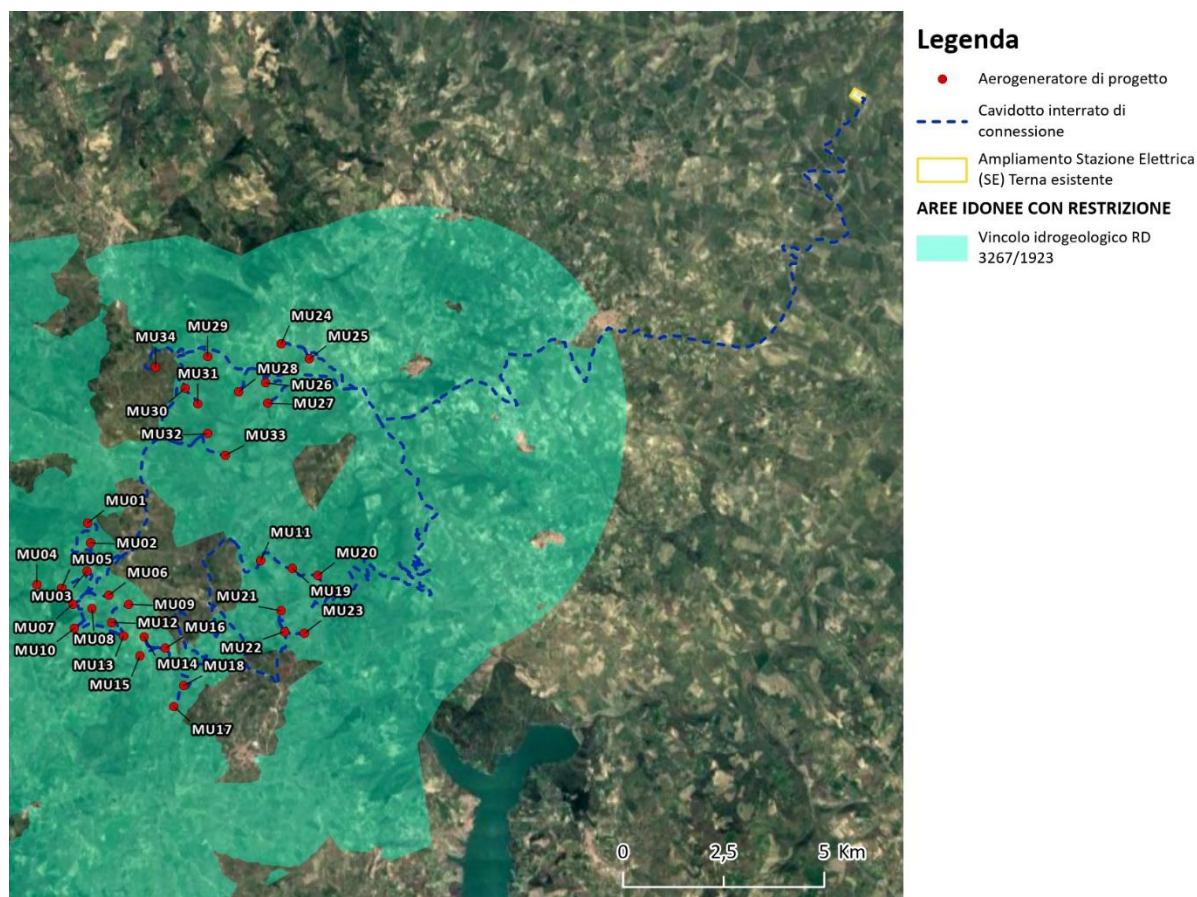 Legenda
Aerogeneratore di progetto
Cavidotto interrato di
connessione
Ampliamento Stazione Elettrica
(SE) Terna esistente
AREE IDONEE CON RESTRIZIONE
Vincolo idrogeologico RD
3267/1923
MU24
MU29
MU34
MU25
MU31
MU28
MU26
MU30
MU27
MU32
MU33
MU01
MU11
MU02
MU04
MU05
MU20
MU06
MU03
MU19
MU21
MU09
MU23
MU07
MU12
MU08
MU16
MU10
MU22
MU13
MU14
MU18
MU15
MU17
0 2,5 5 Km